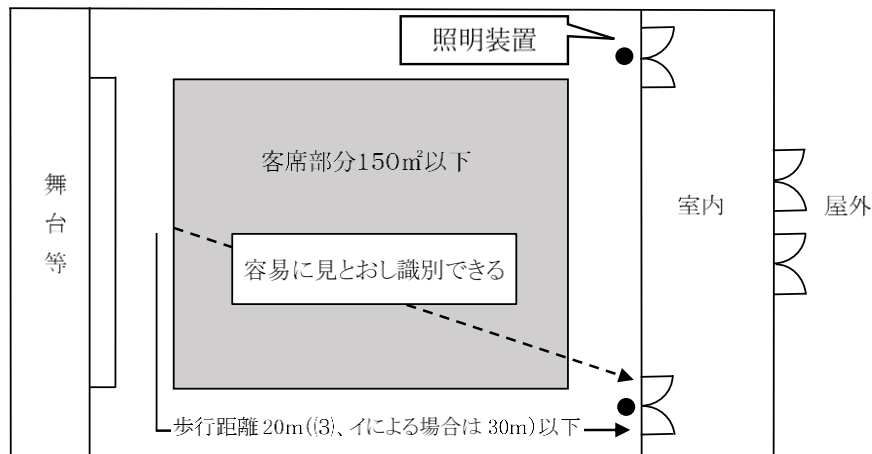 照明装置
客席部分150㎡以下
舞台等
室内
屋外
容易に見とおし識別できる
歩行距離20m((3)、イによる場合は30m)以下